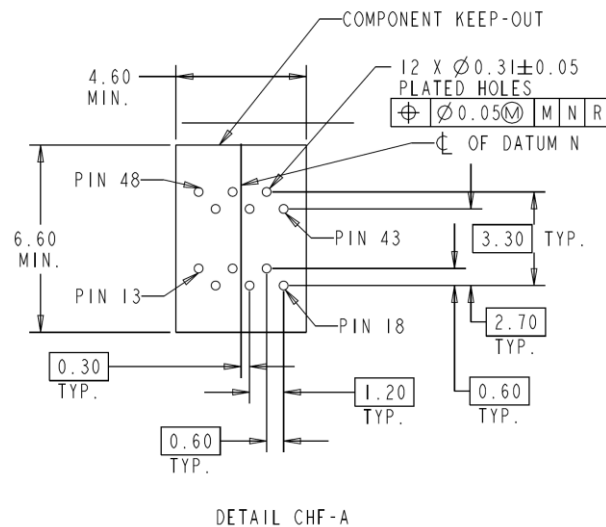 COMPONENT KEEP-OUT
4.60
MIN.
12 X Ø0.31±0.05
PLATED HOLES
⌖ Ø0.05Ⓜ M N R
℄ OF DATUM N
PIN 48
6.60
MIN.
PIN 43
3.30 TYP.
PIN 13
PIN 18
2.70
TYP.
0.30
TYP.
1.20
TYP.
0.60
TYP.
0.60
TYP.
DETAIL CHF-A